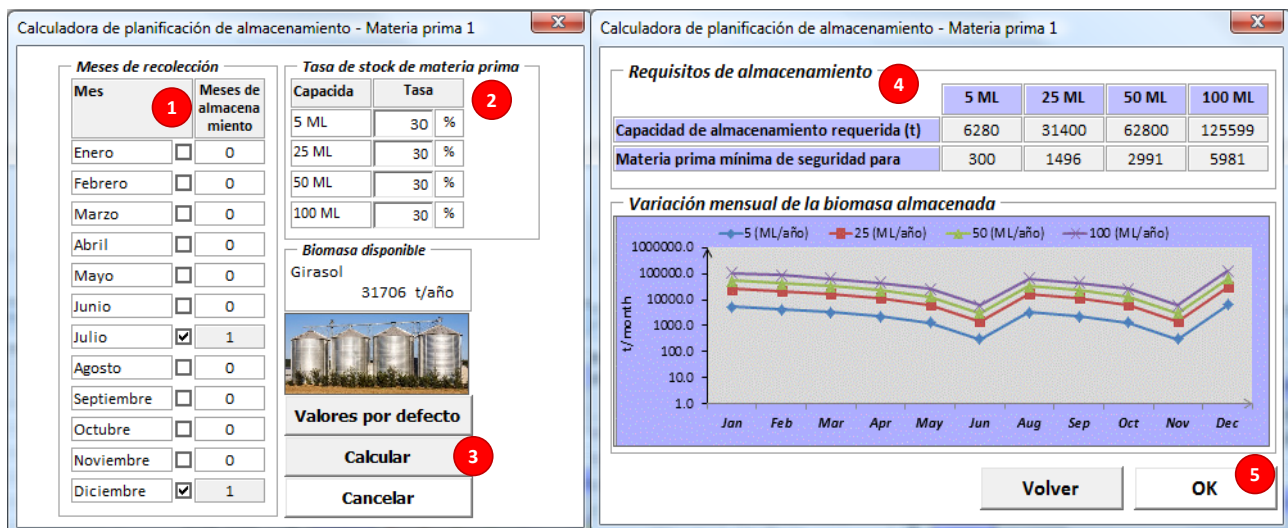 Calculadora de planificación de almacenamiento - Materia prima 1
Meses de recolección
Mes 1 Meses de almacena miento
Enero 0
Febrero 0
Marzo 0
Abril 0
Mayo 0
Junio 0
Julio 1
Agosto 0
Septiembre 0
Octubre 0
Noviembre 0
Diciembre 1
Tasa de stock de materia prima
Capacida Tasa 2
5 ML 30 %
25 ML 30 %
50 ML 30 %
100 ML 30 %
Biomasa disponible
Girasol
31706 t/año
Valores por defecto
Calcular 3
Cancelar
Calculadora de planificación de almacenamiento - Materia prima 1
Requisitos de almacenamiento 4
5 ML 25 ML 50 ML 100 ML
Capacidad de almacenamiento requerida (t) 6280 31400 62800 125599
Materia prima mínima de seguridad para 300 1496 2991 5981
Variación mensual de la biomasa almacenada
5 (ML/año) 25 (ML/año) 50 (ML/año) 100 (ML/año)
t/month
1000000.0
100000.0
10000.0
1000.0
100.0
10.0
1.0
Jan Feb Mar Apr May Jun Aug Sep Oct Nov Dec
Volver OK 5